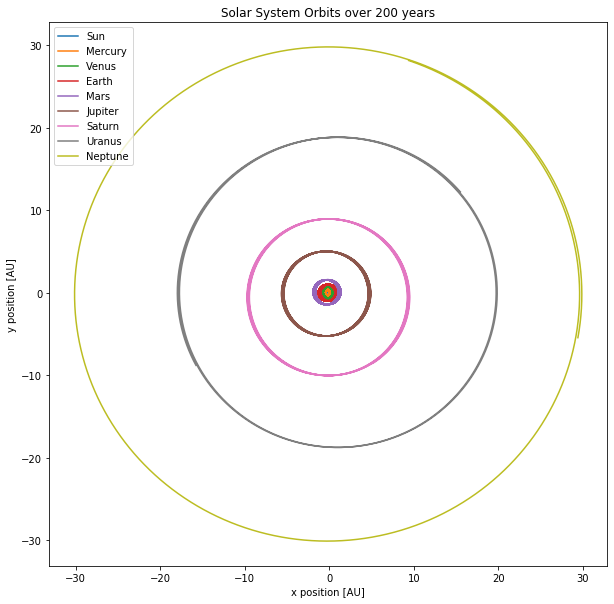 Solar System Orbits over 200 years
Sun
Mercury
Venus
Earth
Mars
Jupiter
Saturn
Uranus
Neptune
30
20
10
0
−10
−20
−30
y position [AU]
−30 −20 −10 0 10 20 30
x position [AU]